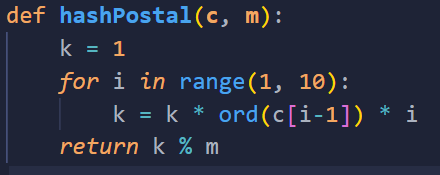 def hashPostal(c, m):
    k = 1
    for i in range(1, 10):
        k = k * ord(c[i-1]) * i
    return k % m